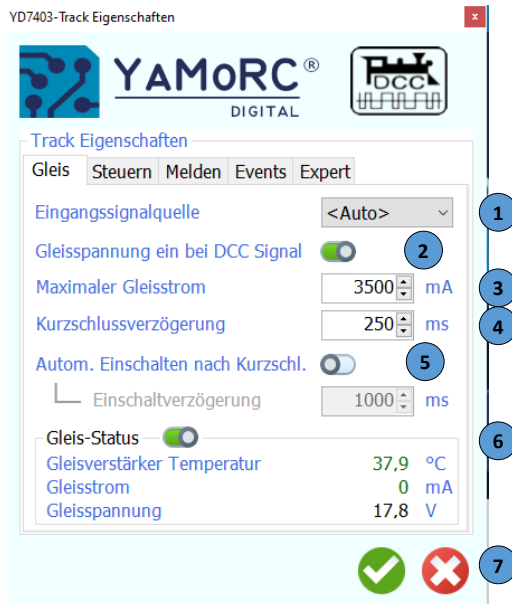 YD7403-Track Eigenschaften
x
YAMORC®
DIGITAL
DCC
Track Eigenschaften
Gleis Steuern Melden Events Expert
Eingangssignalquelle <Auto> 1
Gleisspannung ein bei DCC Signal 2
Maximaler Gleisstrom 3500 mA 3
Kurzschlussverzögerung 250 ms 4
Autom. Einschalten nach Kurzschl. 5
Einschaltverzögerung 1000 ms
Gleis-Status 6
Gleisverstärker Temperatur 37,9 °C
Gleisstrom 0 mA
Gleisspannung 17,8 V
7